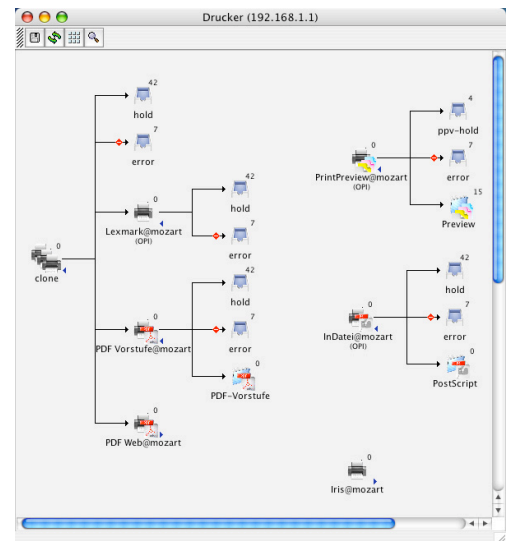 Drucker (192.168.1.1)
42
hold
7
error
0
Lexmark@mozart
(OPI)
42
hold
7
error
0
clone
0
PDF Vorstufe@mozart
42
hold
7
error
0
PDF-Vorstufe
0
PDF Web@mozart
0
PrintPreview@mozart
(OPI)
4
ppv-hold
7
error
15
Preview
0
InDatei@mozart
(OPI)
42
hold
7
error
0
PostScript
0
Iris@mozart